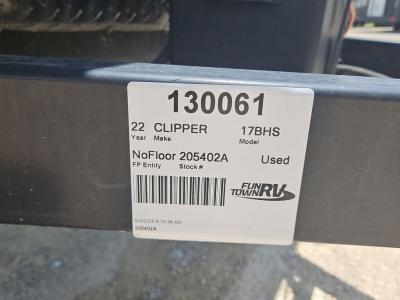 130061
22 CLIPPER 17BHS
Year Make Model
NoFloor 205402A Used
FP Entity Stock #
FUN TOWN RV
205402A